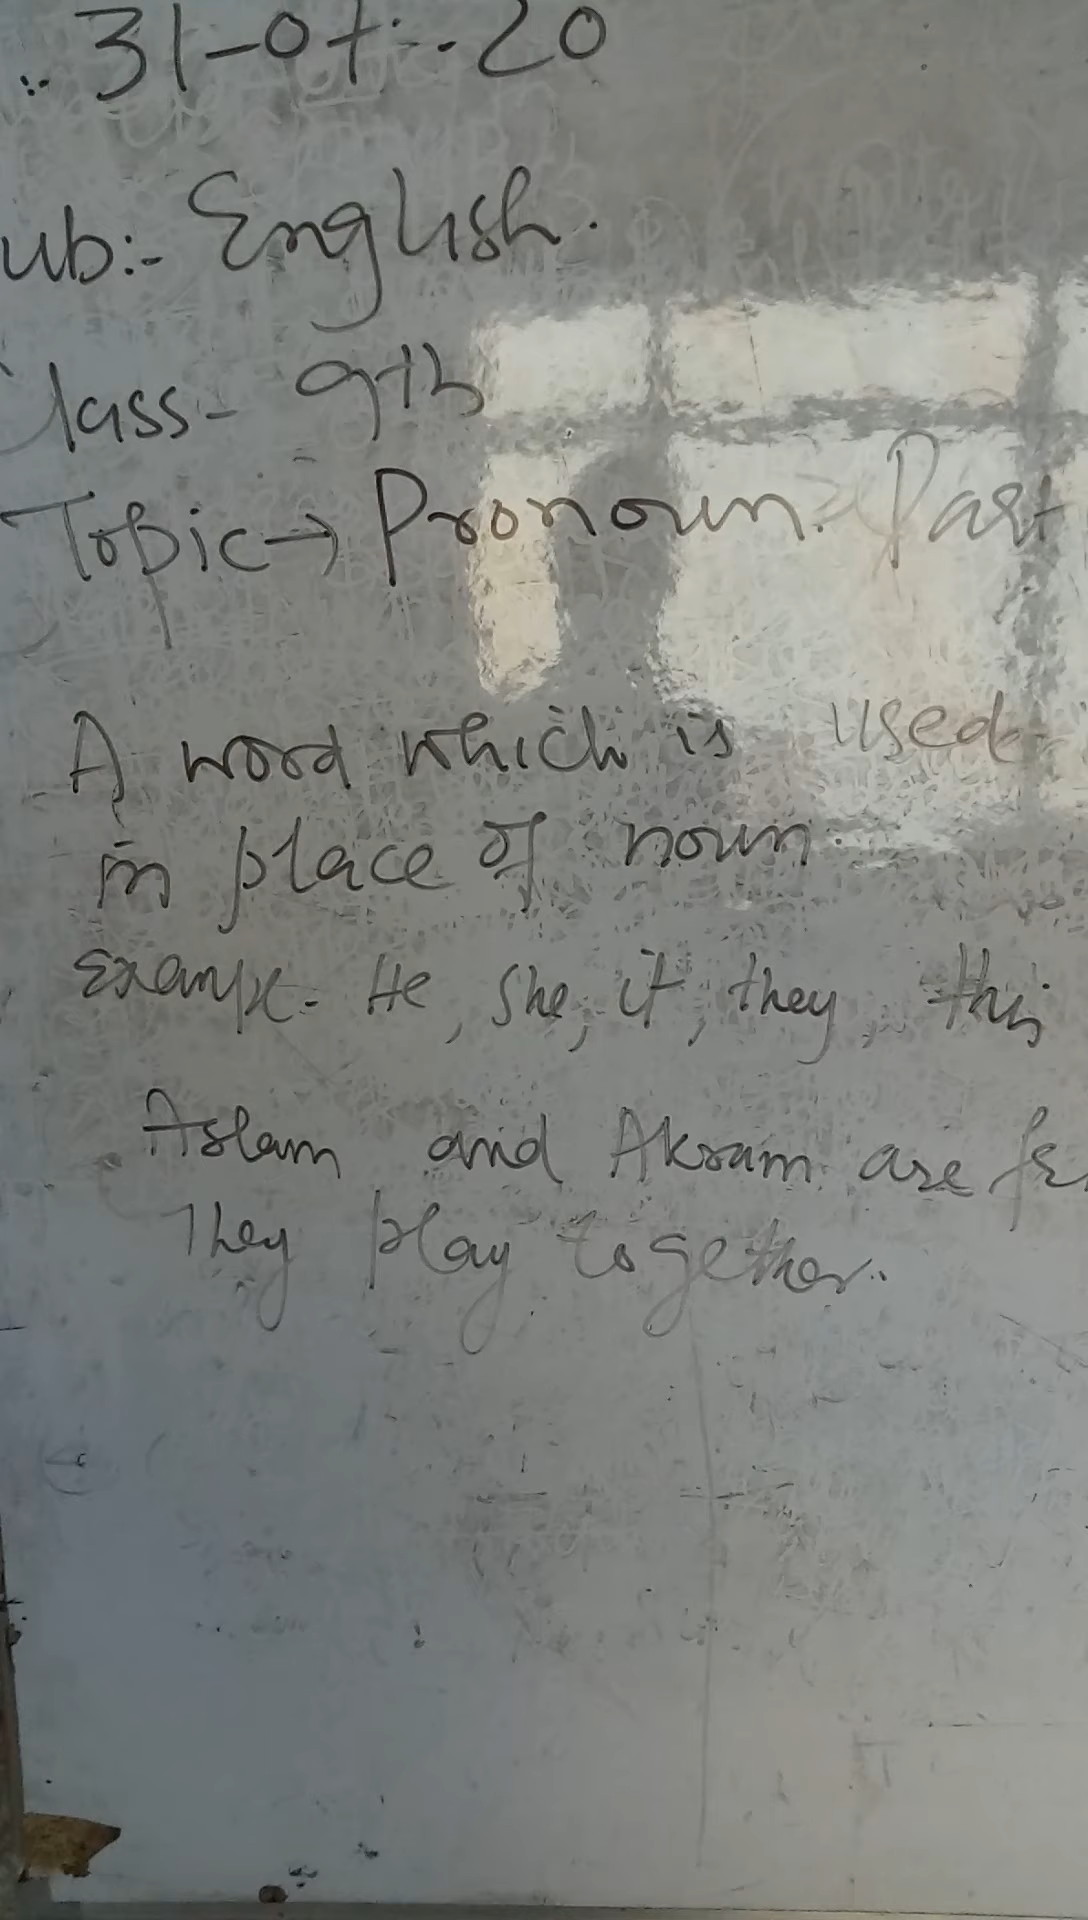 31-07-20
ub:- English.
Class- 9th
Topic → Pronoun. Part
A word which is used
in place of noun
Example. He, She, it, they, this
Aslam and Akram are
They play together.